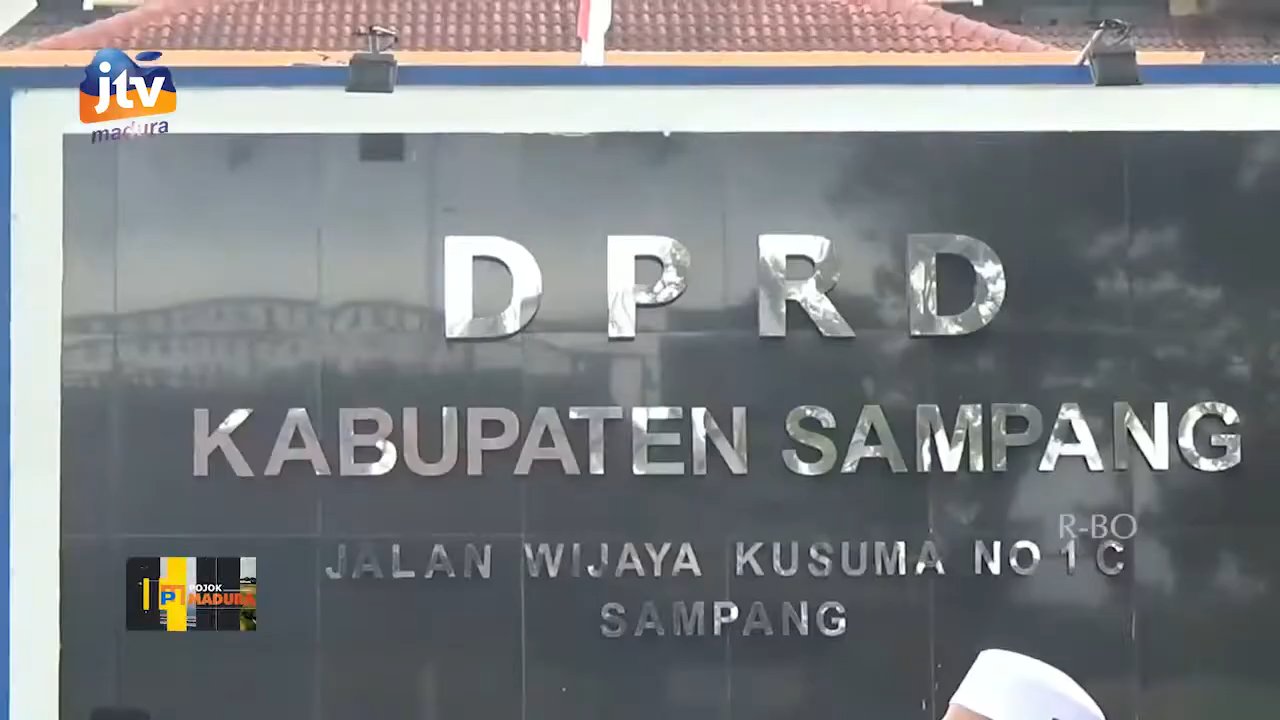 jtv
madura
DPRD
KABUPATEN SAMPANG
R-BO
JALAN WIJAYA KUSUMA NO 1 C
SAMPANG
POJOK
MADURA